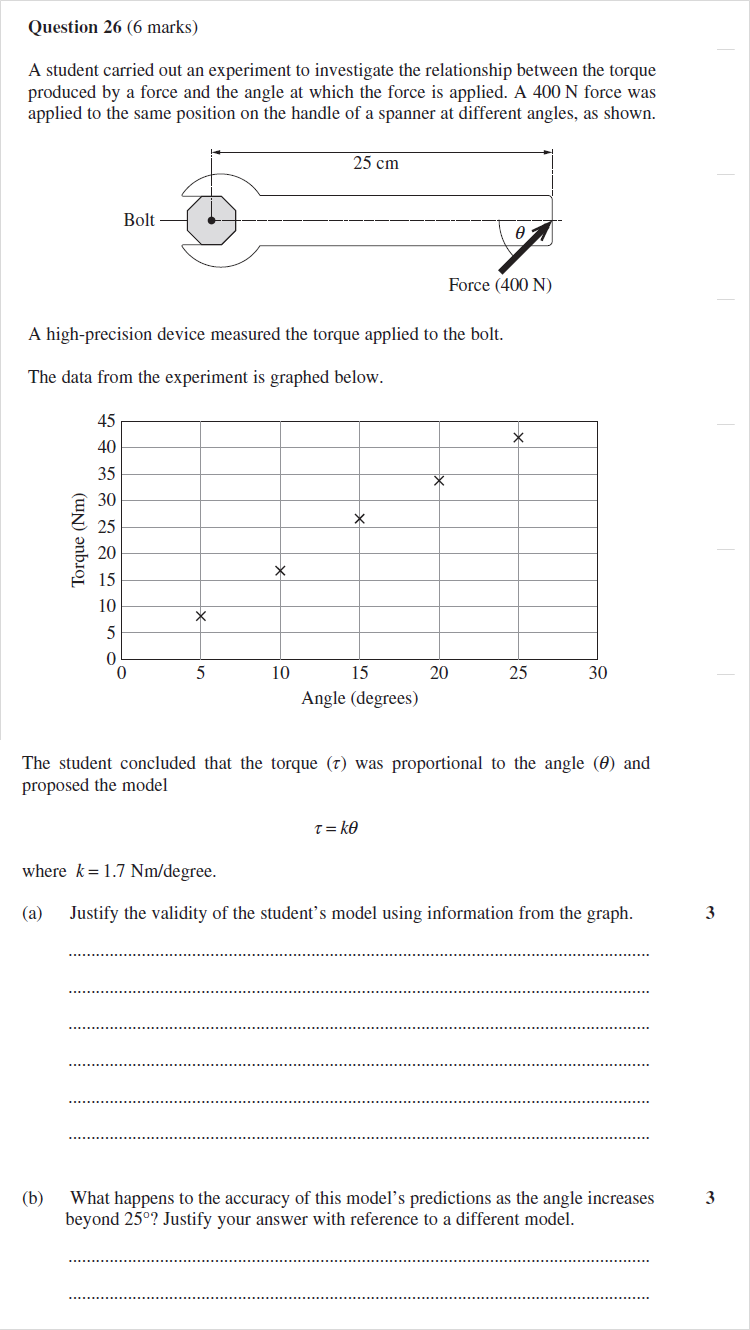 Question 26 (6 marks)
A student carried out an experiment to investigate the relationship between the torque
produced by a force and the angle at which the force is applied. A 400 N force was
applied to the same position on the handle of a spanner at different angles, as shown.
25 cm
Bolt
θ
Force (400 N)
A high-precision device measured the torque applied to the bolt.
The data from the experiment is graphed below.
45
40
35
30
25
20
15
10
5
0
Torque (Nm)
0 5 10 15 20 25 30
Angle (degrees)
The student concluded that the torque (τ) was proportional to the angle (θ) and
proposed the model
τ = kθ
where k = 1.7 Nm/degree.
(a) Justify the validity of the student’s model using information from the graph. 3
(b) What happens to the accuracy of this model’s predictions as the angle increases 3
beyond 25°? Justify your answer with reference to a different model.